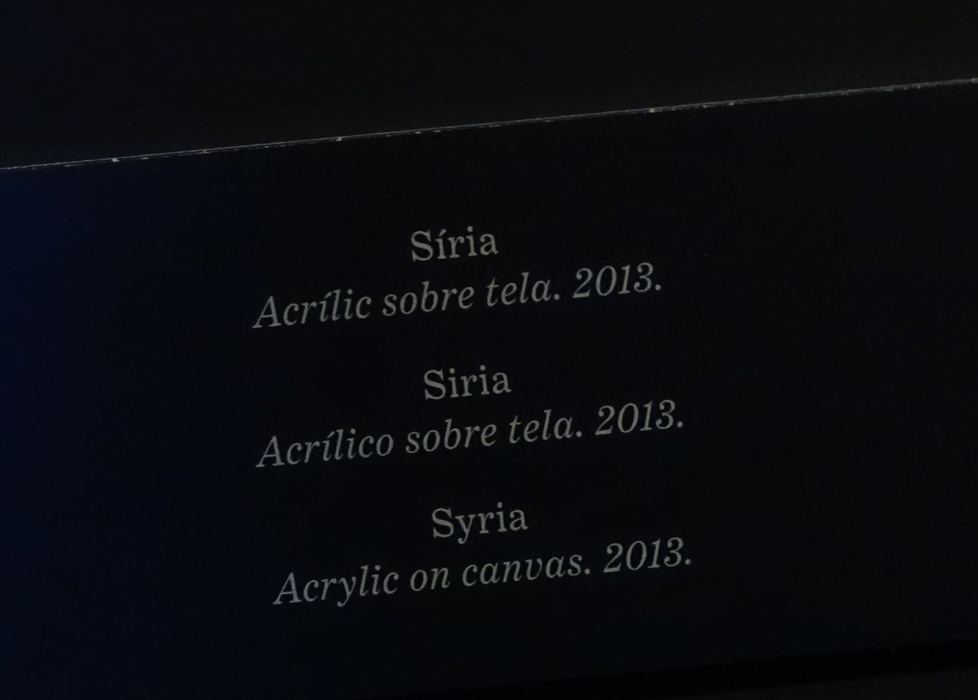 Síria
Acrílic sobre tela. 2013.
Siria
Acrílico sobre tela. 2013.
Syria
Acrylic on canvas. 2013.